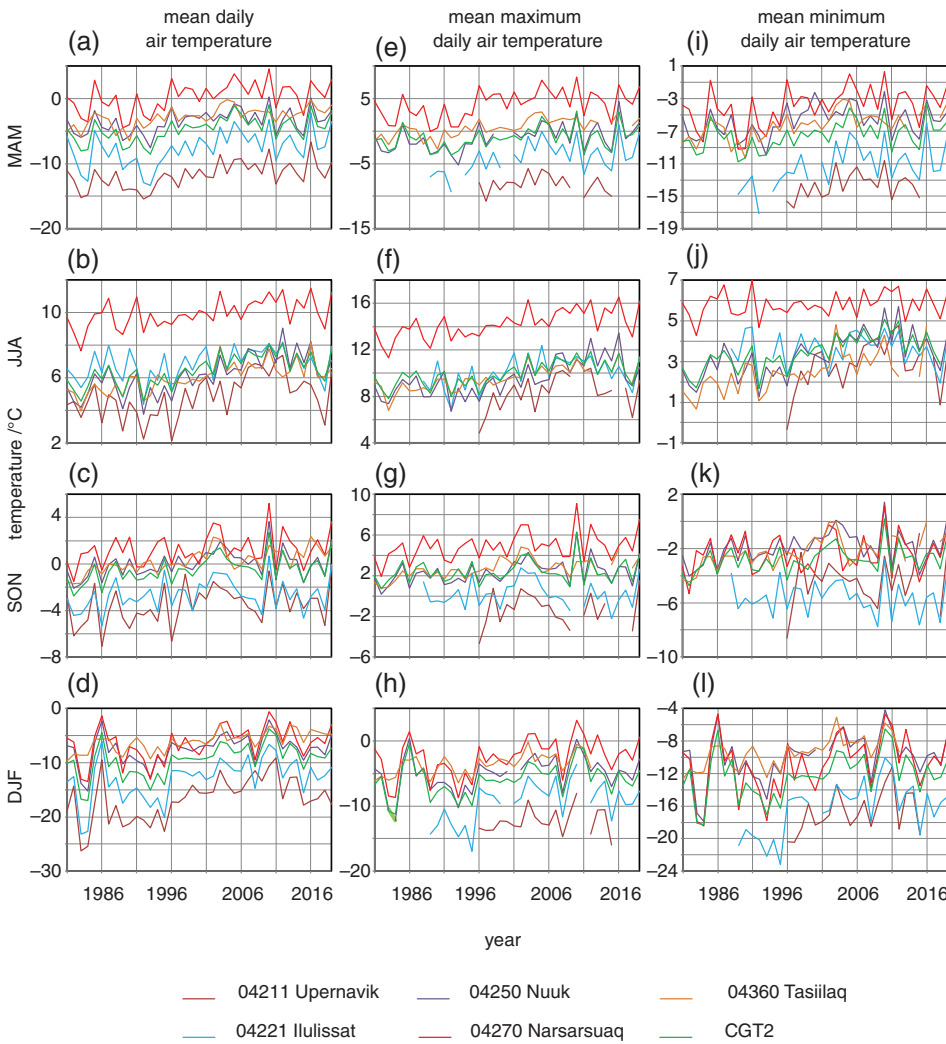 mean daily
air temperature
mean maximum
daily air temperature
mean minimum
daily air temperature
(a)
(e)
(i)
MAM
0
−10
−20
5
−5
−15
1
−3
−7
−11
−15
−19
(b)
(f)
(j)
JJA
10
6
2
16
12
8
4
7
5
3
1
−1
temperature /°C
(c)
(g)
(k)
SON
4
0
−4
−8
10
6
2
−2
−6
2
−2
−6
−10
(d)
(h)
(l)
DJF
0
−10
−20
−30
0
−10
−20
−4
−8
−12
−16
−20
−24
1986 1996 2006 2016
1986 1996 2006 2016
1986 1996 2006 2016
year
04211 Upernavik
04250 Nuuk
04360 Tasiilaq
04221 Ilulissat
04270 Narsarsuaq
CGT2